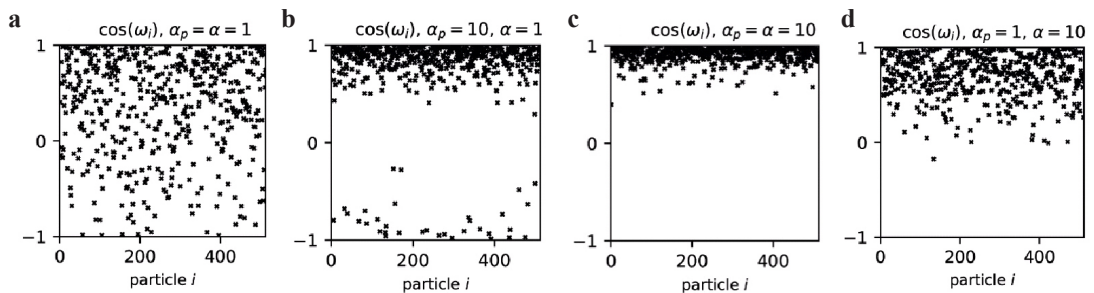 a
cos(ωᵢ), αₚ = α = 1
1
0
−1
0
200
400
particle i
b
cos(ωᵢ), αₚ = 10, α = 1
1
0
−1
0
200
400
particle i
c
cos(ωᵢ), αₚ = α = 10
1
0
−1
0
200
400
particle i
d
cos(ωᵢ), αₚ = 1, α = 10
1
0
−1
0
200
400
particle i